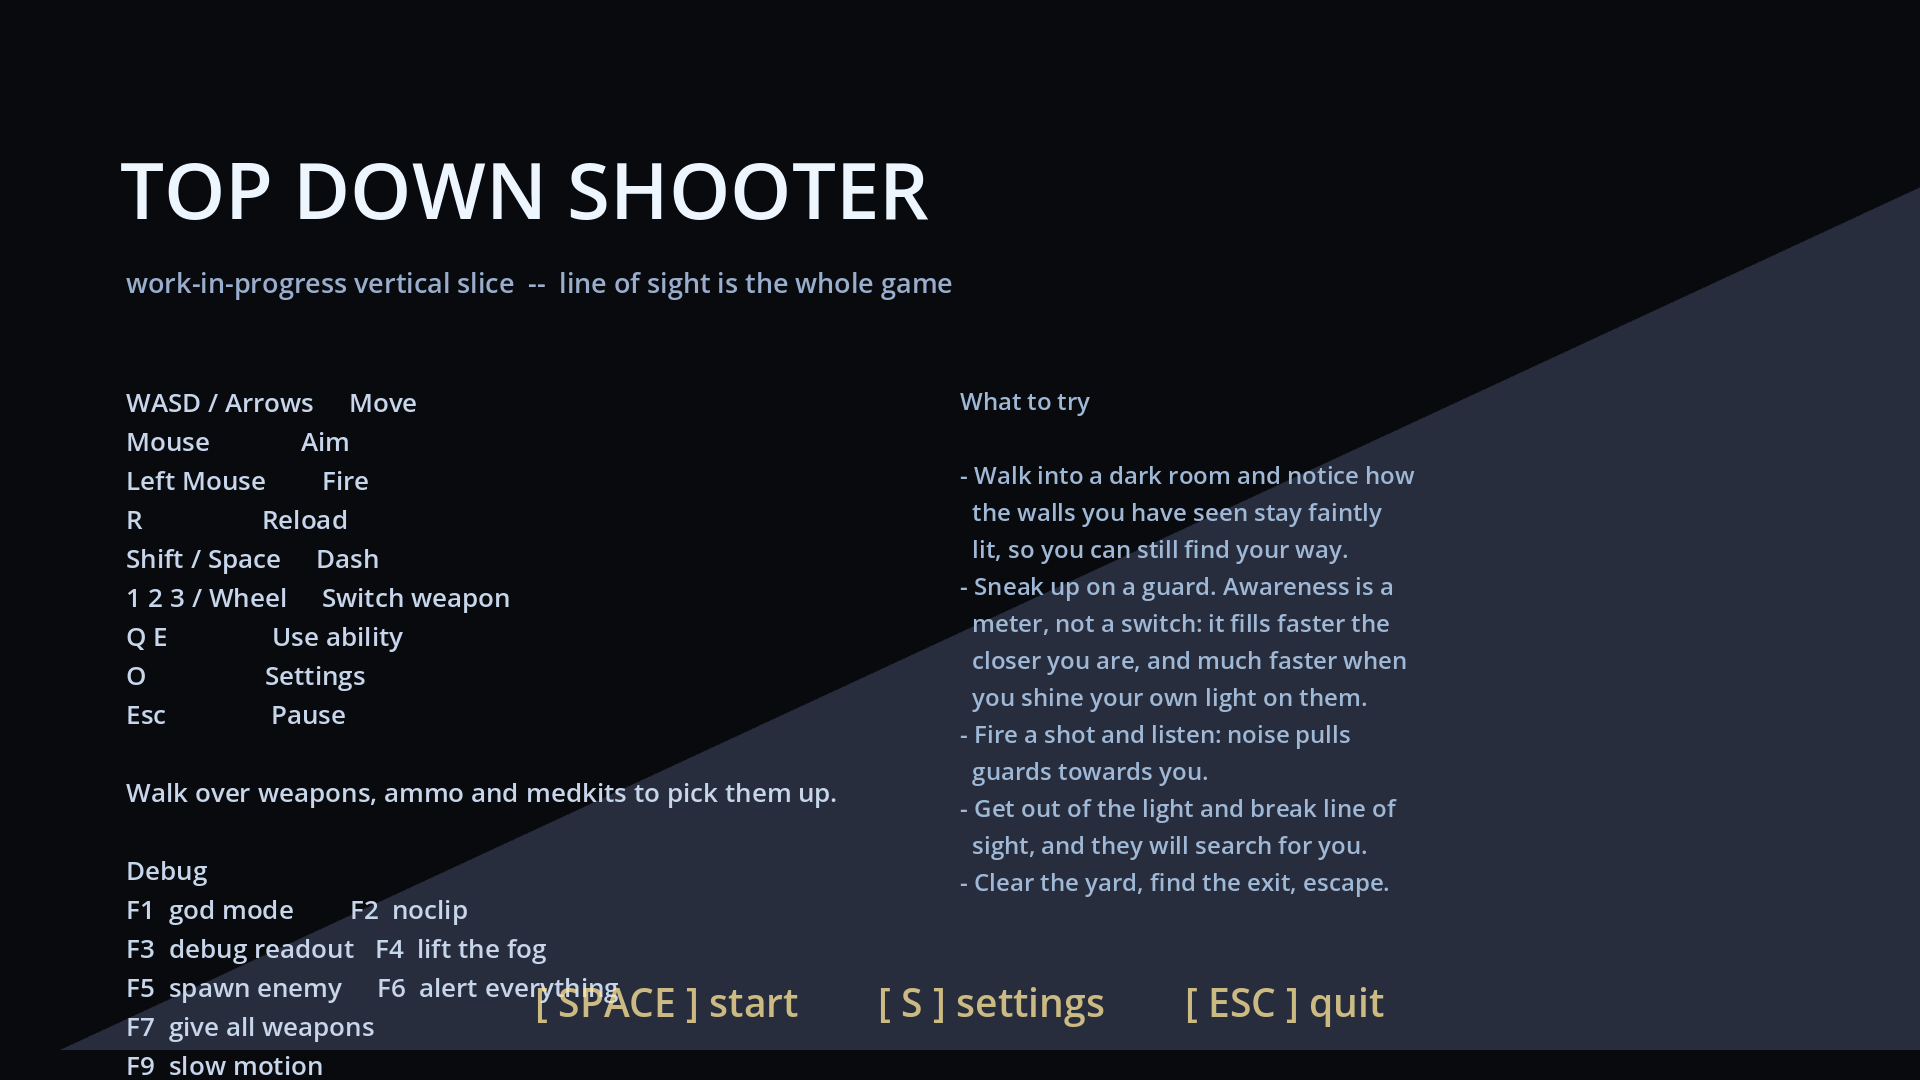 TOP DOWN SHOOTER
work-in-progress vertical slice -- line of sight is the whole game
WASD / Arrows Move
Mouse Aim
Left Mouse Fire
R Reload
Shift / Space Dash
1 2 3 / Wheel Switch weapon
Q E Use ability
O Settings
Esc Pause
Walk over weapons, ammo and medkits to pick them up.
Debug
F1 god mode F2 noclip
F3 debug readout F4 lift the fog
F5 spawn enemy F6 alert everything
F7 give all weapons
F9 slow motion
What to try
- Walk into a dark room and notice how
the walls you have seen stay faintly
lit, so you can still find your way.
- Sneak up on a guard. Awareness is a
meter, not a switch: it fills faster the
closer you are, and much faster when
you shine your own light on them.
- Fire a shot and listen: noise pulls
guards towards you.
- Get out of the light and break line of
sight, and they will search for you.
- Clear the yard, find the exit, escape.
[ SPACE ] start [ S ] settings [ ESC ] quit